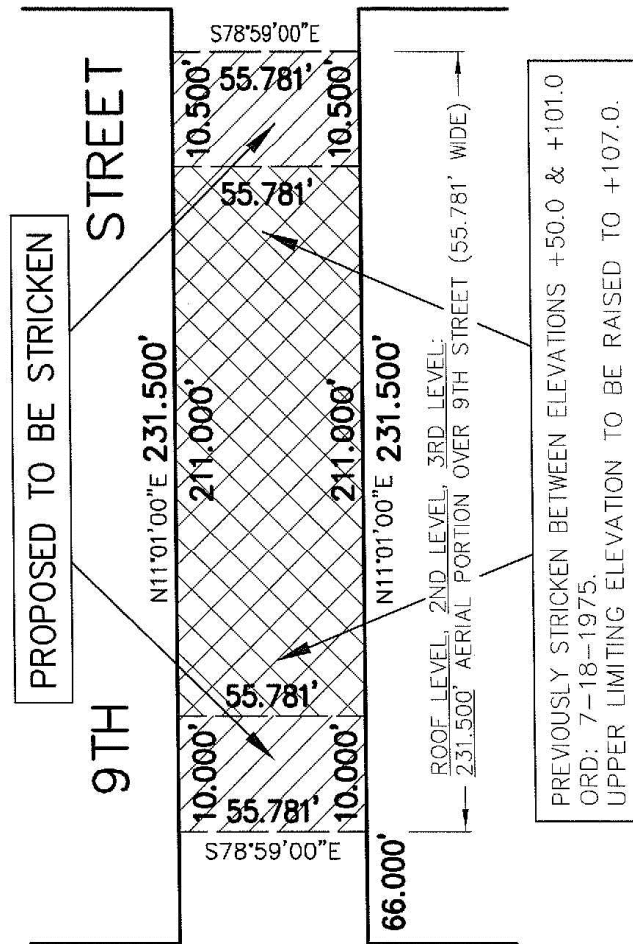 PROPOSED TO BE STRICKEN
9TH STREET
N11°01'00"E 231.500'
S78°59'00"E
10.000'
55.781'
10.000'
55.781'
211.000'
211.000'
55.781'
10.500'
55.781'
10.500'
S78°59'00"E
N11°01'00"E 231.500'
66.000'
ROOF LEVEL, 2ND LEVEL, 3RD LEVEL:
231.500' AERIAL PORTION OVER 9TH STREET (55.781' WIDE)
PREVIOUSLY STRICKEN BETWEEN ELEVATIONS +50.0 & +101.0
ORD: 7-18-1975.
UPPER LIMITING ELEVATION TO BE RAISED TO +107.0.